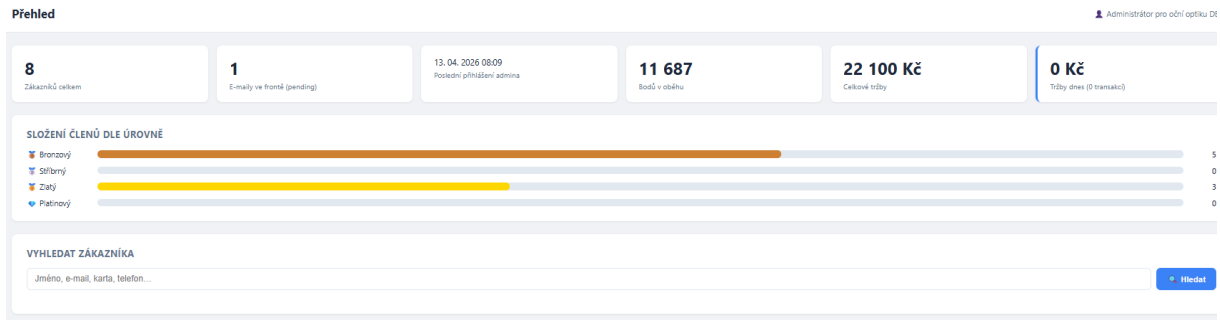 Přehled
Administrátor pro oční optiku
8
Zákazníků celkem
1
E-maily ve frontě (pending)
13. 04. 2026 08:09
Poslední přihlášení admina
11 687
Bodů v oběhu
22 100 Kč
Celkové tržby
0 Kč
Tržby dnes (0 transakcí)
SLOŽENÍ ČLENŮ DLE ÚROVNĚ
Bronzový 5
Stříbrný 0
Zlatý 3
Platinový 0
VYHLEDAT ZÁKAZNÍKA
Jméno, e-mail, karta, telefon...
Hledat